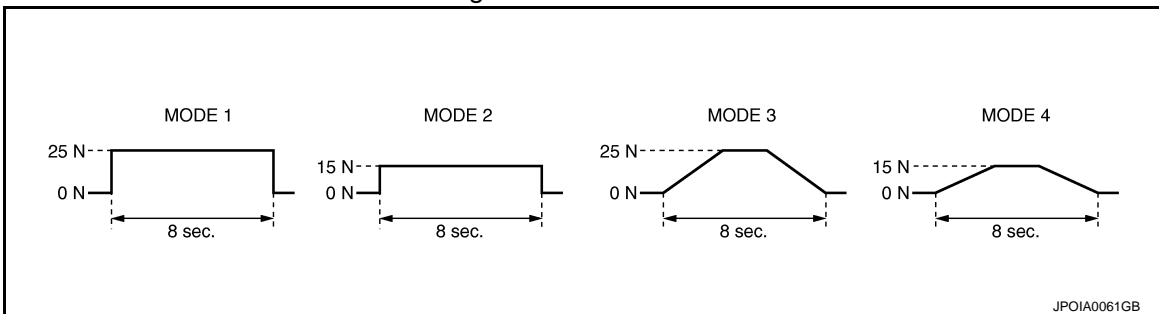 MODE 1 MODE 2 MODE 3 MODE 4
25 N 15 N 25 N 15 N
0 N 0 N 0 N 0 N
8 sec. 8 sec. 8 sec. 8 sec.
JPOIA0061GB